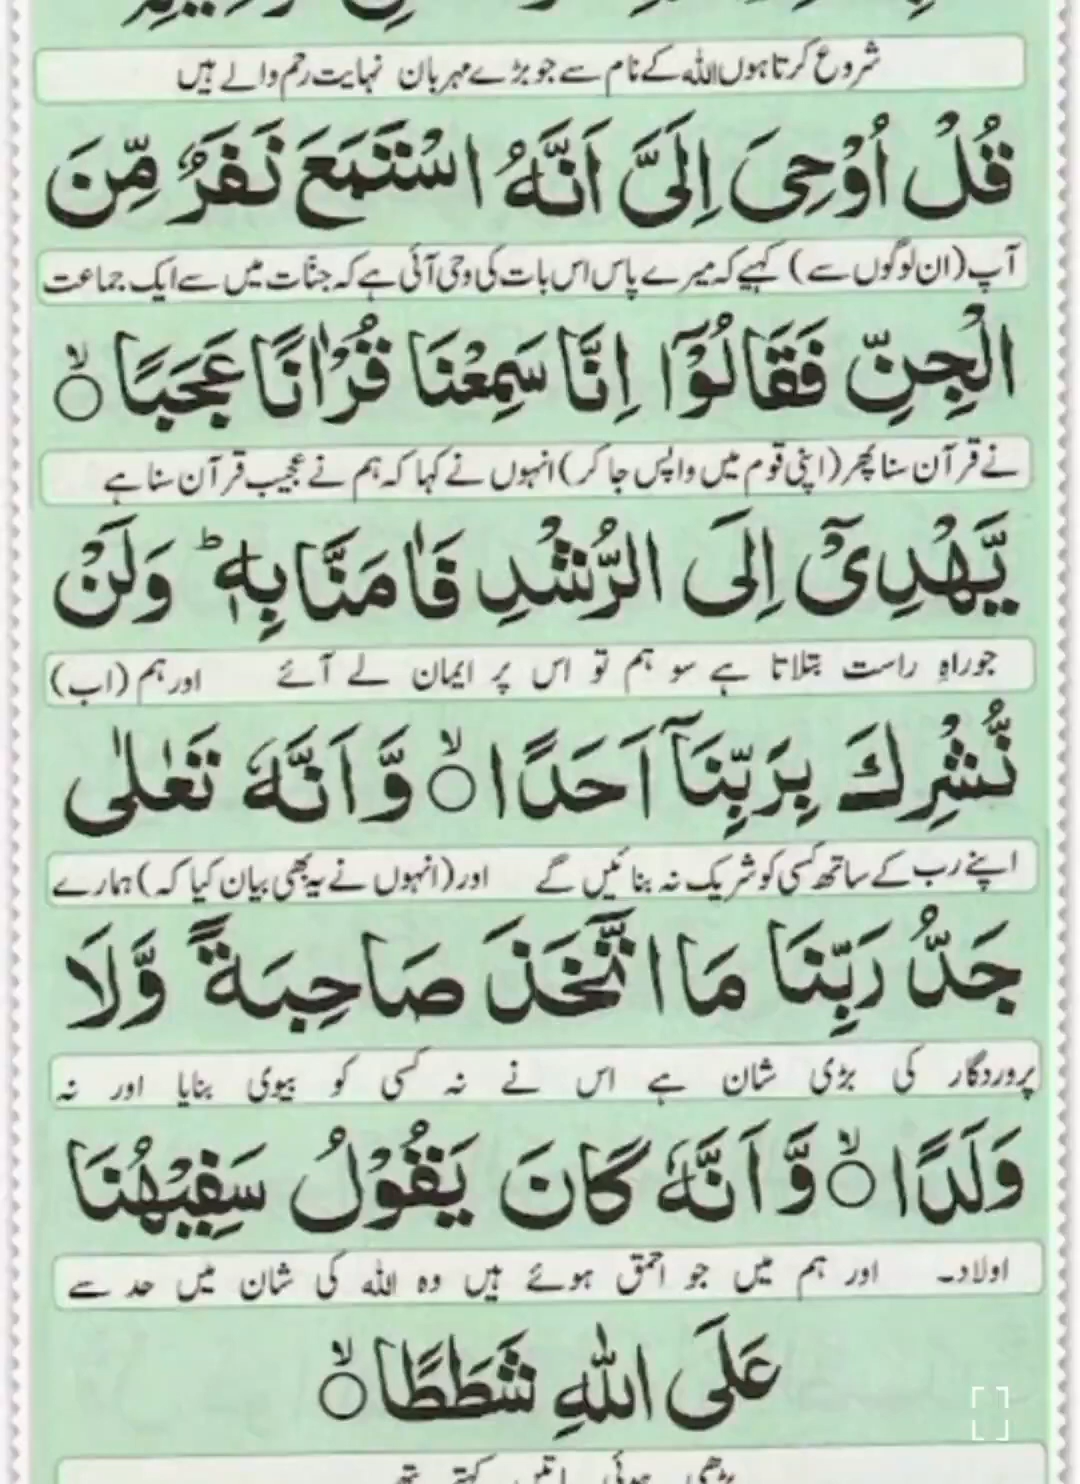 شروع کرتا ہوں اللہ کے نام سے جو بڑے مہربان نہایت رحم والے ہیں
قُلْ اُوْحِیَ اِلَیَّ اَنَّهُ اسْتَمَعَ نَفَرٌ مِّنَ
آپ (ان لوگوں سے) کہیے کہ میرے پاس اس بات کی وحی آئی ہے کہ جنّات میں سے ایک جماعت
الْجِنِّ فَقَالُوْۤا اِنَّا سَمِعْنَا قُرْاٰنًا عَجَبًا ۙ○
نے قرآن سنا پھر (اپنی قوم میں واپس جا کر) انہوں نے کہا کہ ہم نے عجیب قرآن سنا ہے
یَّهْدِیْۤ اِلَی الرُّشْدِ فَاٰمَنَّا بِهٖ ؕ وَلَنْ
جو راہِ راست بتلاتا ہے سو ہم تو اس پر ایمان لے آئے اور ہم (اب)
نُّشْرِكَ بِرَبِّنَاۤ اَحَدًا ۙ○ وَّاَنَّهٗ تَعٰلٰی
اپنے رب کے ساتھ کسی کو شریک نہ بنائیں گے اور (انہوں نے یہ بھی بیان کیا کہ) ہمارے
جَدُّ رَبِّنَا مَا اتَّخَذَ صَاحِبَةً وَّلَا
پروردگار کی بڑی شان ہے اس نے نہ کسی کو بیوی بنایا اور نہ
وَلَدًا ۙ○ وَّاَنَّهٗ كَانَ یَقُوْلُ سَفِیْهُنَا
اولاد۔ اور ہم میں جو احمق ہوئے ہیں وہ اللہ کی شان میں حد سے
عَلَی اللّٰهِ شَطَطًا ۙ○